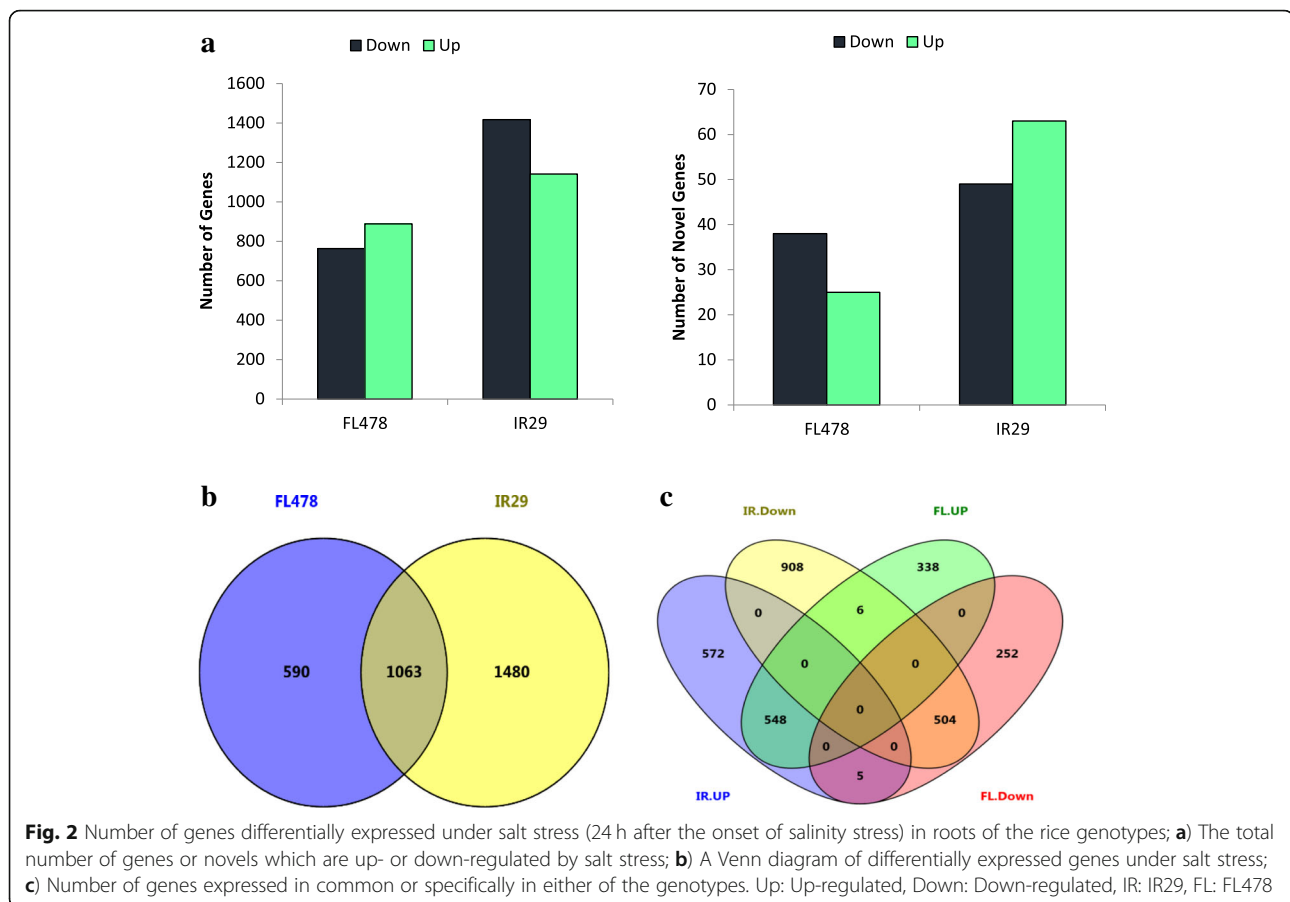 a
Down Up
Number of Genes
1600
1400
1200
1000
800
600
400
200
0
FL478 IR29
Down Up
Number of Novel Genes
70
60
50
40
30
20
10
0
FL478 IR29
b
FL478 IR29
590 1063 1480
c
IR.Down FL.UP
908 338
0 6 0
572 0 0 252
548 0 504
0 0
5
IR.UP FL.Down
Fig. 2 Number of genes differentially expressed under salt stress (24 h after the onset of salinity stress) in roots of the rice genotypes; a) The total
number of genes or novels which are up- or down-regulated by salt stress; b) A Venn diagram of differentially expressed genes under salt stress;
c) Number of genes expressed in common or specifically in either of the genotypes. Up: Up-regulated, Down: Down-regulated, IR: IR29, FL: FL478